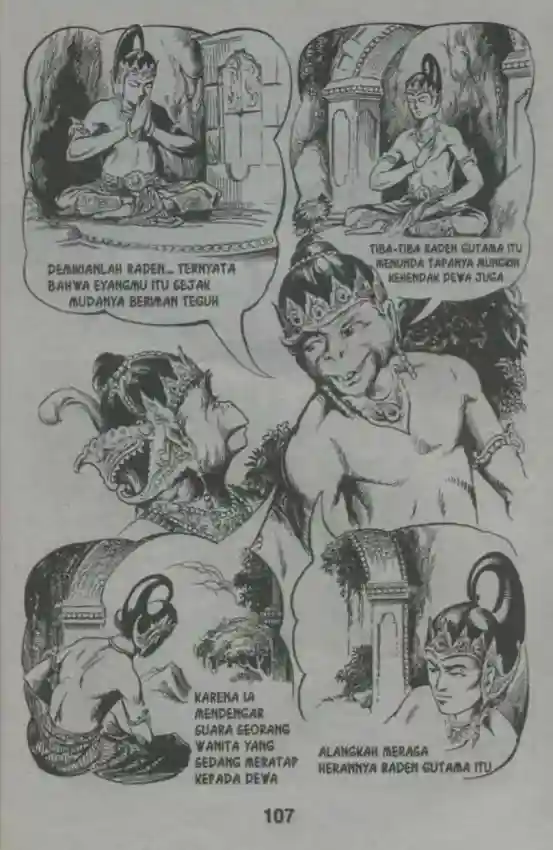 DEMIKIANLAH RADEN... TERNYATA
BAHWA EYANGMU ITU SEJAK
MUDANYA BERIMAN TEGUH
TIBA-TIBA RADEN GUTAMA ITU
MENUNDA TAPANYA MUNGKIN
KEHENDAK DEWA JUGA
KARENA IA
MENDENGAR
SUARA SEORANG
WANITA YANG
SEDANG MERATAP
KEPADA DEWA
ALANGKAH MERASA
HERANNYA RADEN GUTAMA ITU
107